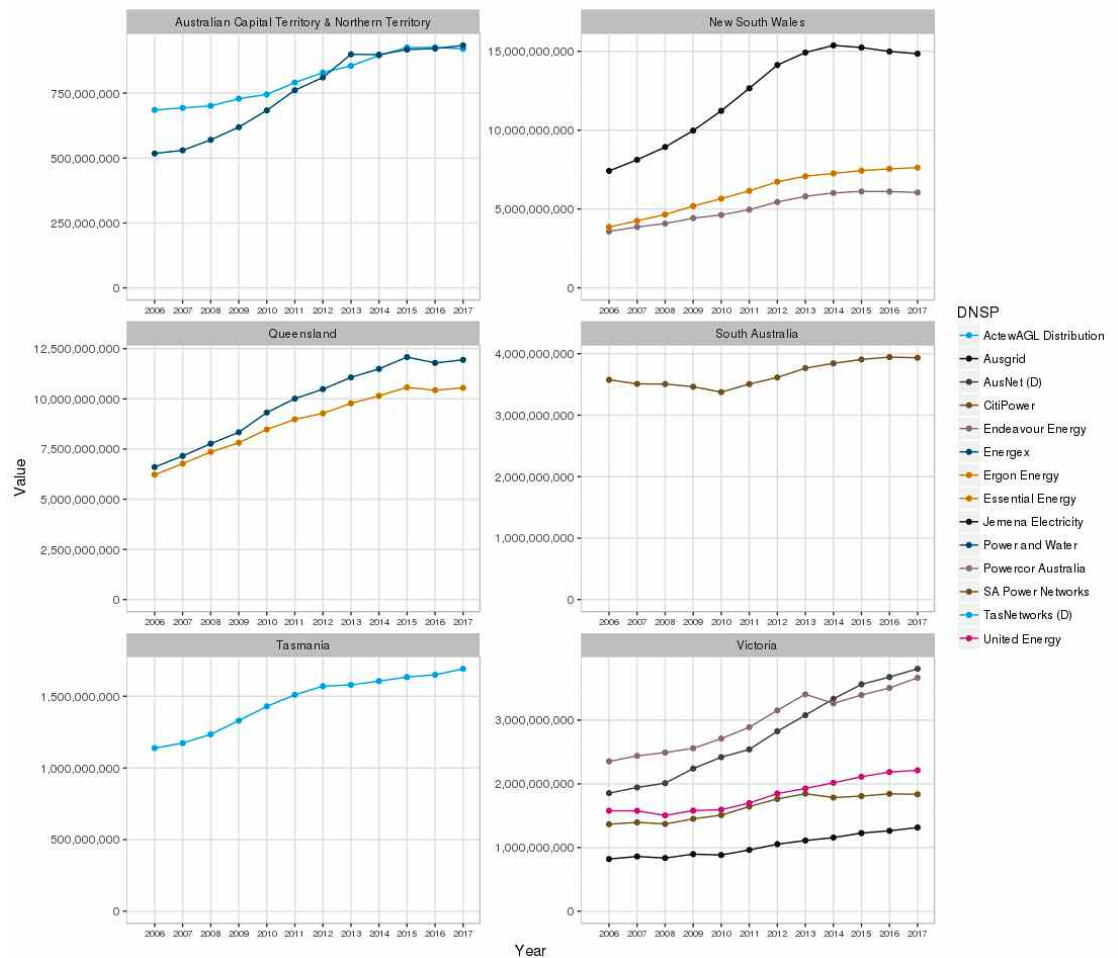 Australian Capital Territory & Northern Territory
750,000,000
500,000,000
250,000,000
0
2006 2007 2008 2009 2010 2011 2012 2013 2014 2015 2016 2017
New South Wales
15,000,000,000
10,000,000,000
5,000,000,000
0
2006 2007 2008 2009 2010 2011 2012 2013 2014 2015 2016 2017
Queensland
12,500,000,000
10,000,000,000
7,500,000,000
5,000,000,000
2,500,000,000
0
2006 2007 2008 2009 2010 2011 2012 2013 2014 2015 2016 2017
South Australia
4,000,000,000
3,000,000,000
2,000,000,000
1,000,000,000
0
2006 2007 2008 2009 2010 2011 2012 2013 2014 2015 2016 2017
Tasmania
1,500,000,000
1,000,000,000
500,000,000
0
2006 2007 2008 2009 2010 2011 2012 2013 2014 2015 2016 2017
Victoria
3,000,000,000
2,000,000,000
1,000,000,000
0
2006 2007 2008 2009 2010 2011 2012 2013 2014 2015 2016 2017
Value
Year
DNSP
ActewAGL Distribution
Ausgrid
AusNet (D)
CitiPower
Endeavour Energy
Energex
Ergon Energy
Essential Energy
Jemena Electricity
Power and Water
Powercor Australia
SA Power Networks
TasNetworks (D)
United Energy